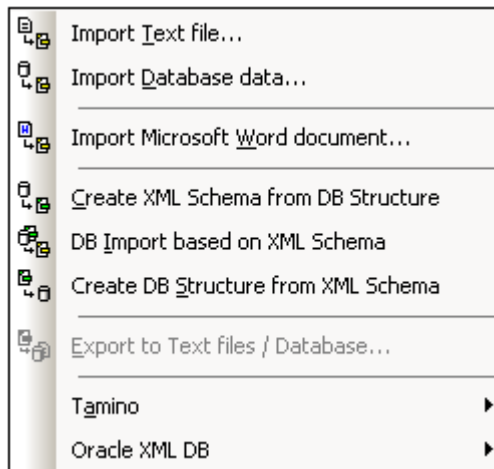 Import Text file...
Import Database data...
Import Microsoft Word document...
Create XML Schema from DB Structure
DB Import based on XML Schema
Create DB Structure from XML Schema
Export to Text files / Database...
Tamino
Oracle XML DB